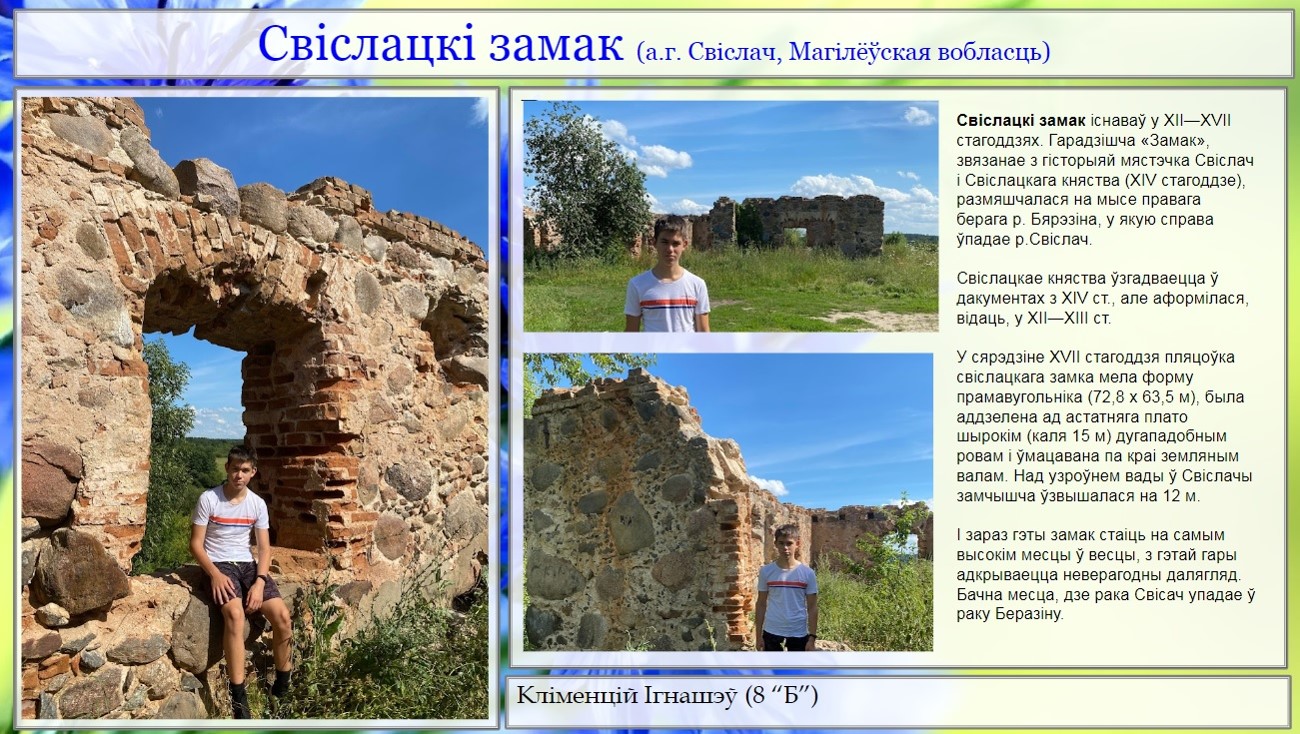 Свіслацкі замак (а.г. Свіслач, Магілёўская вобласць)
Свіслацкі замак існаваў у XII—XVII
стагоддзях. Гарадзішча «Замак»,
звязанае з гісторыяй мястэчка Свіслач
і Свіслацкага княства (XIV стагоддзе),
размяшчалася на мысе правага
берага р. Бярэзіна, у якую справа
ўпадае р.Свіслач.
Свіслацкае княства ўзгадваецца ў
дакументах з XIV ст., але аформілася,
відаць, у XII—XIII ст.
У сярэдзіне XVII стагоддзя пляцоўка
свіслацкага замка мела форму
прамавугольніка (72,8 х 63,5 м), была
аддзелена ад астатняга плато
шырокім (каля 15 м) дугападобным
ровам і ўмацавана па краі земляным
валам. Над узроўнем вады ў Свіслачы
замчышча ўзвышалася на 12 м.
І зараз гэты замак стаіць на самым
высокім месцы ў весцы, з гэтай гары
адкрываецца неверагодны далягляд.
Бачна месца, дзе рака Свісач упадае ў
раку Беразіну.
Кліменцій Ігнашэў (8 “Б”)